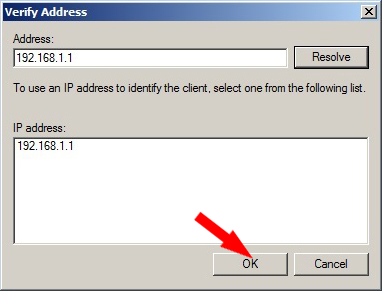 Verify Address
Address:
192.168.1.1
Resolve
To use an IP address to identify the client, select one from the following list.
IP address:
192.168.1.1
OK
Cancel